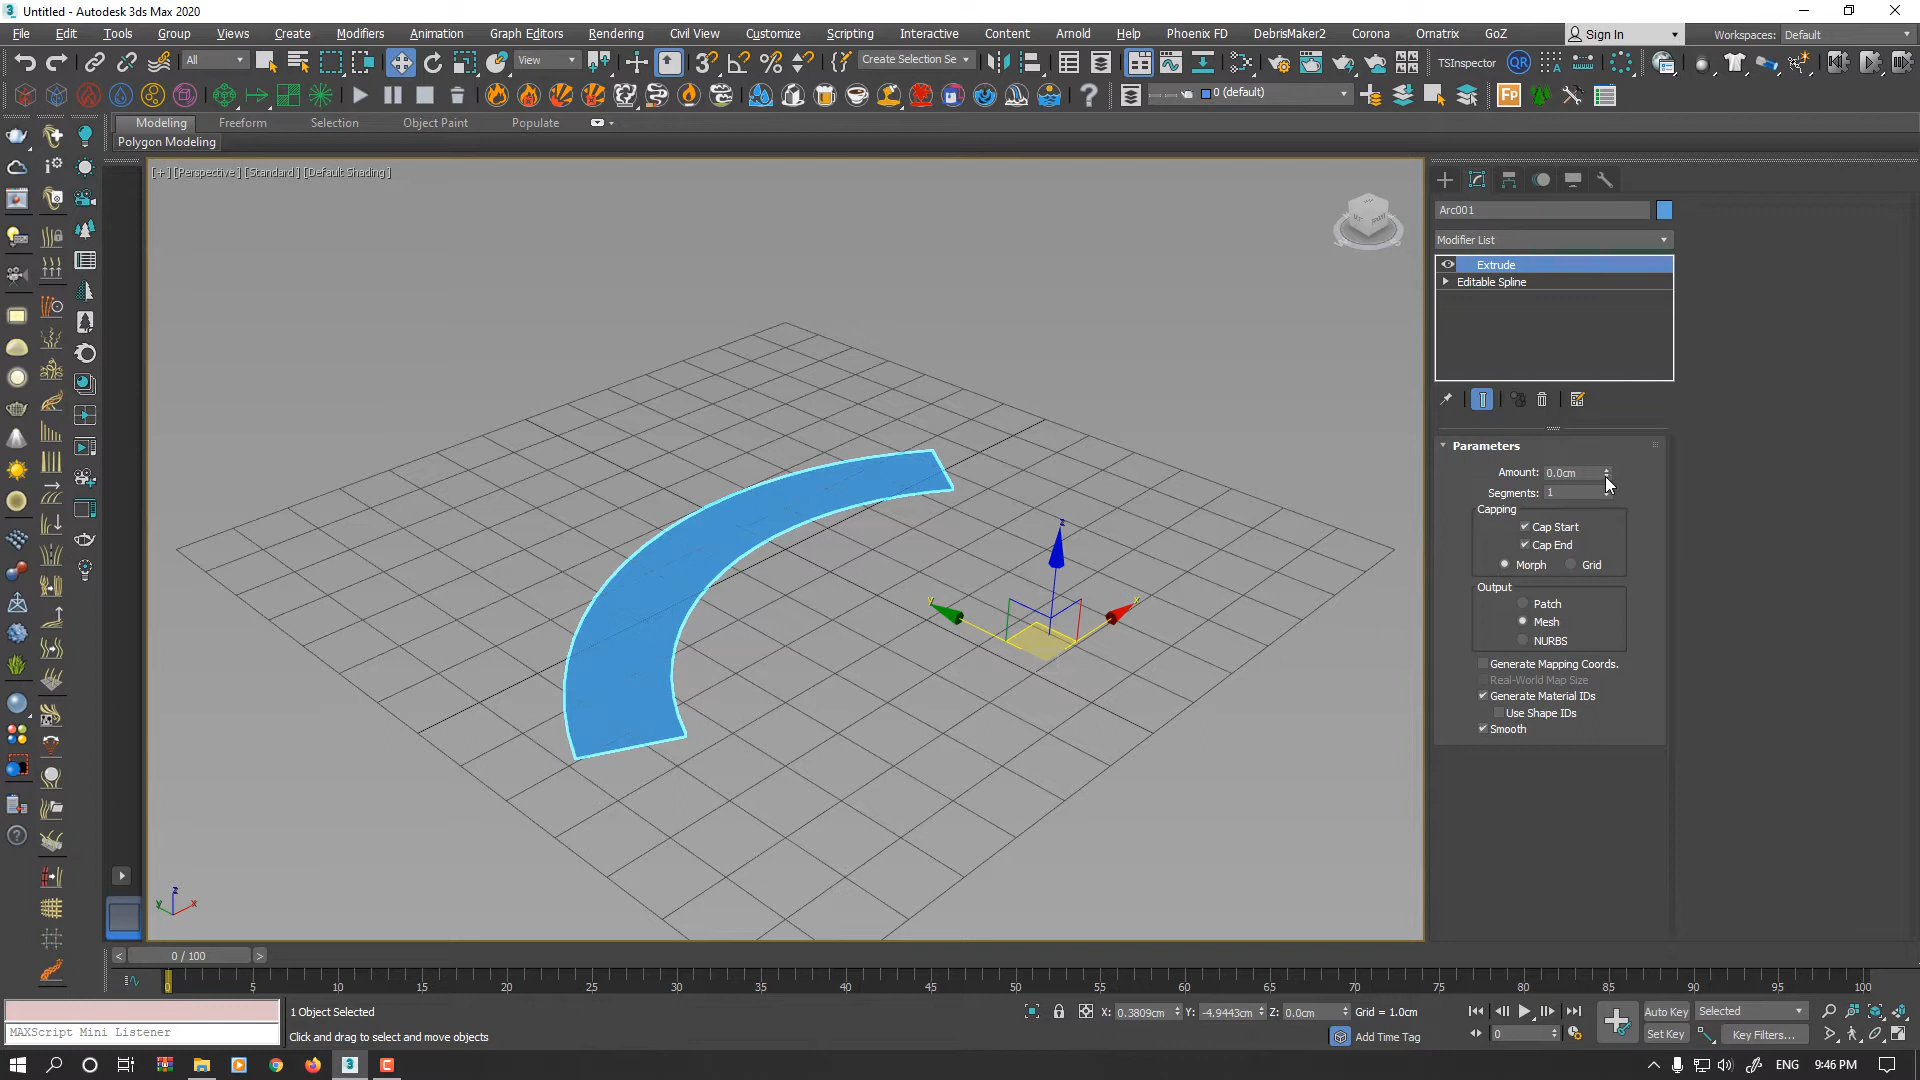 Untitled - Autodesk 3ds Max 2020
File Edit Tools Group Views Create Modifiers Animation Graph Editors Rendering Civil View Customize Scripting Interactive Content Arnold Help Phoenix FD DebrisMaker2 Corona Ornatrix GoZ Sign In Workspaces: Default
All View Create Selection Se TSInspector QR
0 (default) Fp
Modeling Freeform Selection Object Paint Populate
Polygon Modeling
[+] [Perspective] [Standard] [Default Shading]
Arc001
Modifier List
Extrude
Editable Spline
Parameters
Amount: 0.0cm
Segments: 1
Capping
Cap Start
Cap End
Morph Grid
Output
Patch
Mesh
NURBS
Generate Mapping Coords.
Real-World Map Size
Generate Material IDs
Use Shape IDs
Smooth
z
y x
z
y x
< 0 / 100 >
0 5 10 15 20 25 30 35 40 45 50 55 60 65 70 75 80 85 90 95 100
1 Object Selected X: 0.3809cm Y: -4.9443cm Z: 0.0cm Grid = 1.0cm Auto Key Selected
MAXScript Mini Listener Click and drag to select and move objects Add Time Tag 0 Set Key Key Filters...
ENG 9:46 PM